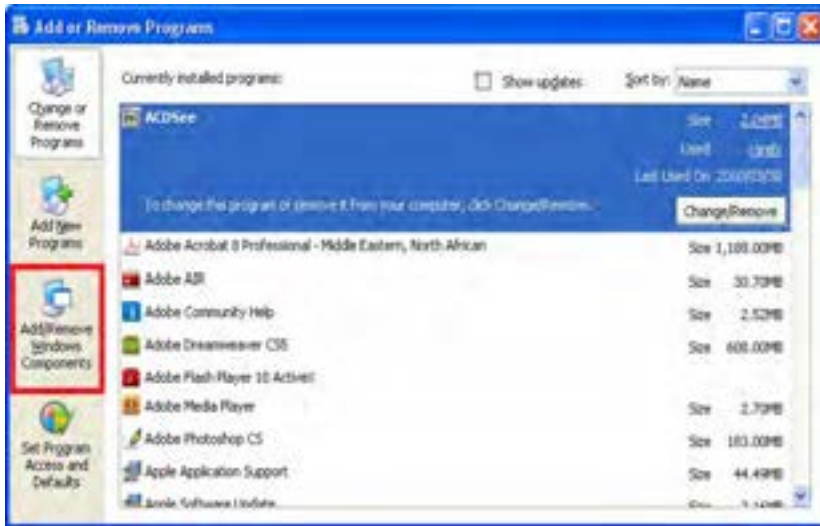 Add or Remove Programs
Change or
Remove
Programs
Add New
Programs
Add/Remove
Windows
Components
Set Program
Access and
Defaults
Currently installed programs:
Show updates
Sort by: Name
ACDSee
Size
Used
Last Used On
To change this program or remove it from your computer, click Change/Remove.
Change/Remove
Adobe Acrobat 8 Professional - Middle Eastern, North African Size 1,188.00MB
Adobe AIR Size 30.70MB
Adobe Community Help Size 2.52MB
Adobe Dreamweaver CS5 Size 608.00MB
Adobe Flash Player 10 ActiveX
Adobe Media Player Size 2.70MB
Adobe Photoshop CS Size 183.00MB
Apple Application Support Size 44.49MB
Apple Software Update Size